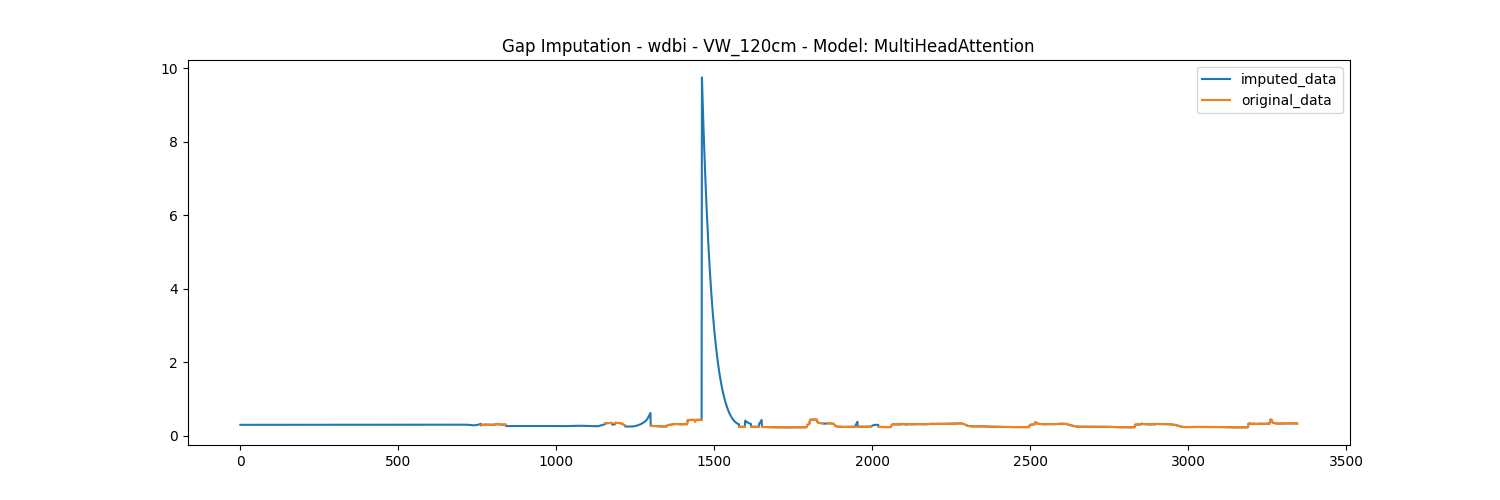 Gap Imputation - wdbi - VW_120cm - Model: MultiHeadAttention
imputed_data
original_data
10
8
6
4
2
0
0 500 1000 1500 2000 2500 3000 3500